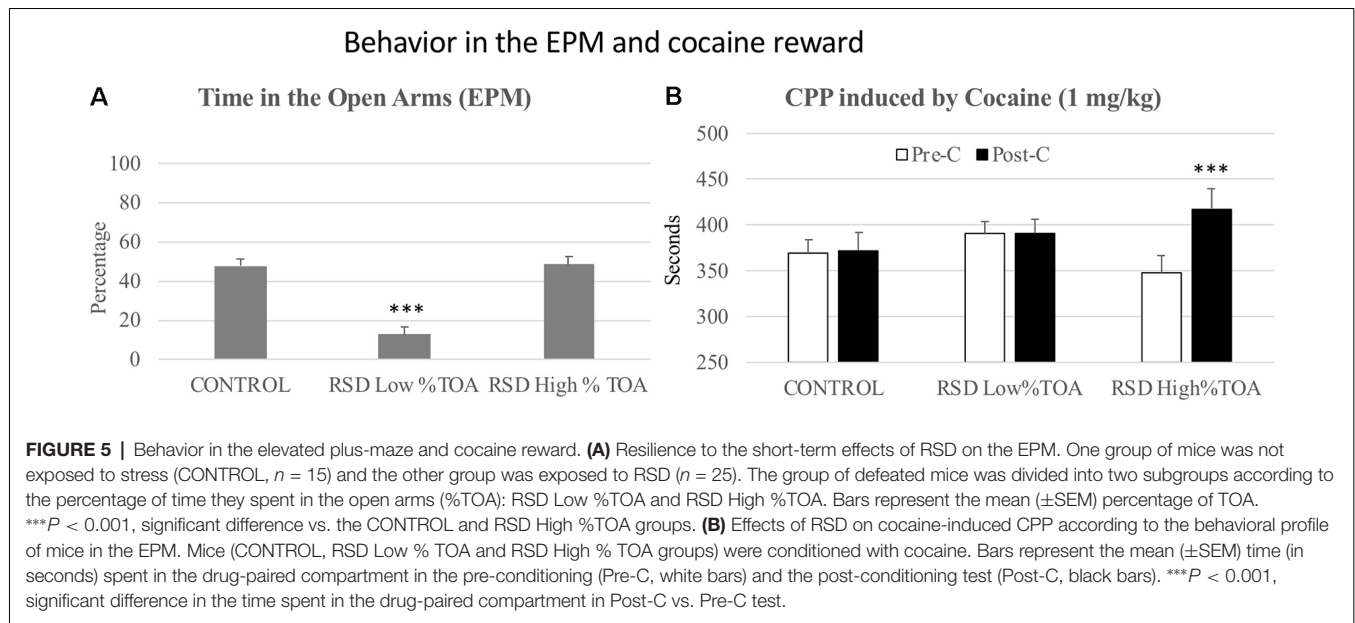 Behavior in the EPM and cocaine reward
A
Time in the Open Arms (EPM)
100
80
60
40
20
0
Percentage
***
CONTROL
RSD Low %TOA
RSD High % TOA
B
CPP induced by Cocaine (1 mg/kg)
500
450
400
350
300
250
Seconds
Pre-C
Post-C
***
CONTROL
RSD Low%TOA
RSD High%TOA
FIGURE 5 | Behavior in the elevated plus-maze and cocaine reward. (A) Resilience to the short-term effects of RSD on the EPM. One group of mice was not
exposed to stress (CONTROL, n = 15) and the other group was exposed to RSD (n = 25). The group of defeated mice was divided into two subgroups according to
the percentage of time they spent in the open arms (%TOA): RSD Low %TOA and RSD High %TOA. Bars represent the mean (±SEM) percentage of TOA.
***P < 0.001, significant difference vs. the CONTROL and RSD High %TOA groups. (B) Effects of RSD on cocaine-induced CPP according to the behavioral profile
of mice in the EPM. Mice (CONTROL, RSD Low % TOA and RSD High % TOA groups) were conditioned with cocaine. Bars represent the mean (±SEM) time (in
seconds) spent in the drug-paired compartment in the pre-conditioning (Pre-C, white bars) and the post-conditioning test (Post-C, black bars). ***P < 0.001,
significant difference in the time spent in the drug-paired compartment in Post-C vs. Pre-C test.